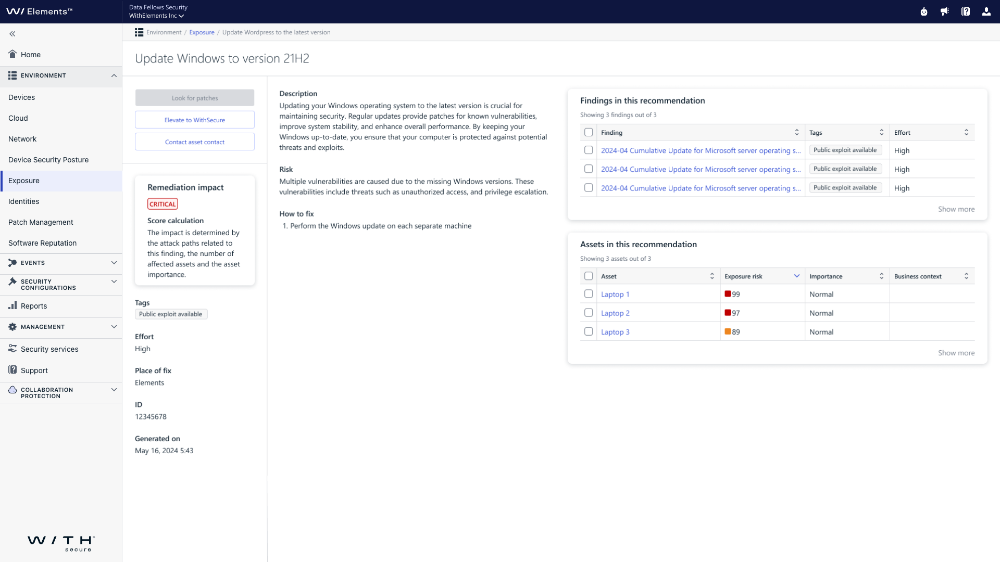 W/ Elements™
Data Fellows Security
WithElements Inc
Home
ENVIRONMENT
Devices
Cloud
Network
Device Security Posture
Exposure
Identities
Patch Management
Software Reputation
EVENTS
SECURITY
CONFIGURATIONS
Reports
MANAGEMENT
Security services
Support
COLLABORATION
PROTECTION
W / T H
secure
Environment / Exposure / Update Wordpress to the latest version
Update Windows to version 21H2
Look for patches
Elevate to WithSecure
Contact asset contact
Remediation impact
CRITICAL
Score calculation
The impact is determined by
the attack paths related to
this finding, the number of
affected assets and the asset
importance.
Tags
Public exploit available
Effort
High
Place of fix
Elements
ID
12345678
Generated on
May 16, 2024 5:43
Description
Updating your Windows operating system to the latest version is crucial for
maintaining security. Regular updates provide patches for known vulnerabilities,
improve system stability, and enhance overall performance. By keeping your
Windows up-to-date, you ensure that your computer is protected against potential
threats and exploits.
Risk
Multiple vulnerabilities are caused due to the missing Windows versions. These
vulnerabilities include threats such as unauthorized access, and privilege escalation.
How to fix
1. Perform the Windows update on each separate machine
Findings in this recommendation
Showing 3 findings out of 3
Finding Tags Effort
2024-04 Cumulative Update for Microsoft server operating s... Public exploit available High
2024-04 Cumulative Update for Microsoft server operating s... Public exploit available High
2024-04 Cumulative Update for Microsoft server operating s... Public exploit available High
Show more
Assets in this recommendation
Showing 3 assets out of 3
Asset Exposure risk Importance Business context
Laptop 1 99 Normal
Laptop 2 97 Normal
Laptop 3 89 Normal
Show more